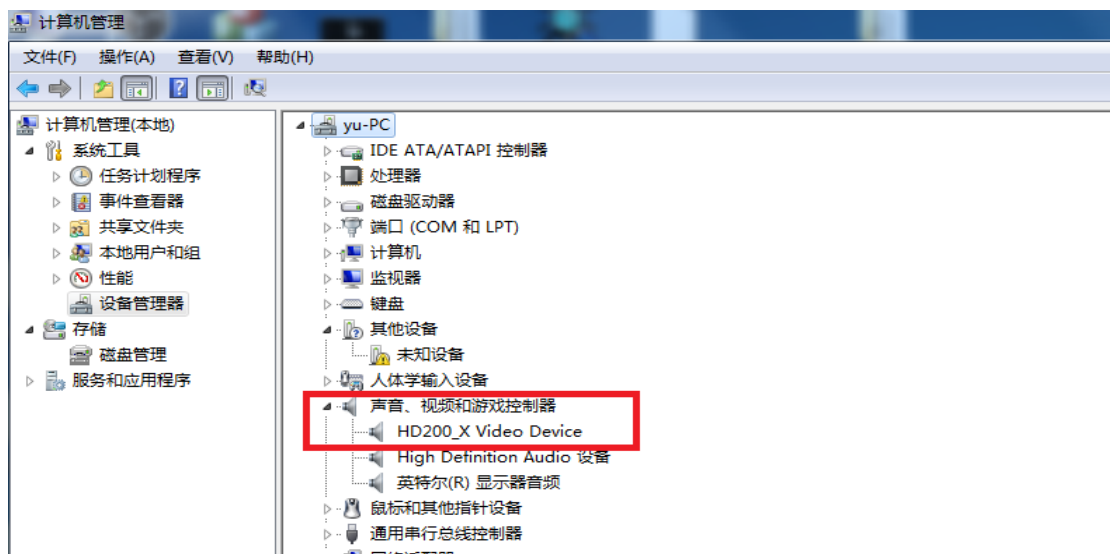 计算机管理
文件(F) 操作(A) 查看(V) 帮助(H)
计算机管理(本地)
系统工具
任务计划程序
事件查看器
共享文件夹
本地用户和组
性能
设备管理器
存储
磁盘管理
服务和应用程序
yu-PC
IDE ATA/ATAPI 控制器
处理器
磁盘驱动器
端口 (COM 和 LPT)
计算机
监视器
键盘
其他设备
未知设备
人体学输入设备
声音、视频和游戏控制器
HD200_X Video Device
High Definition Audio 设备
英特尔(R) 显示器音频
鼠标和其他指针设备
通用串行总线控制器